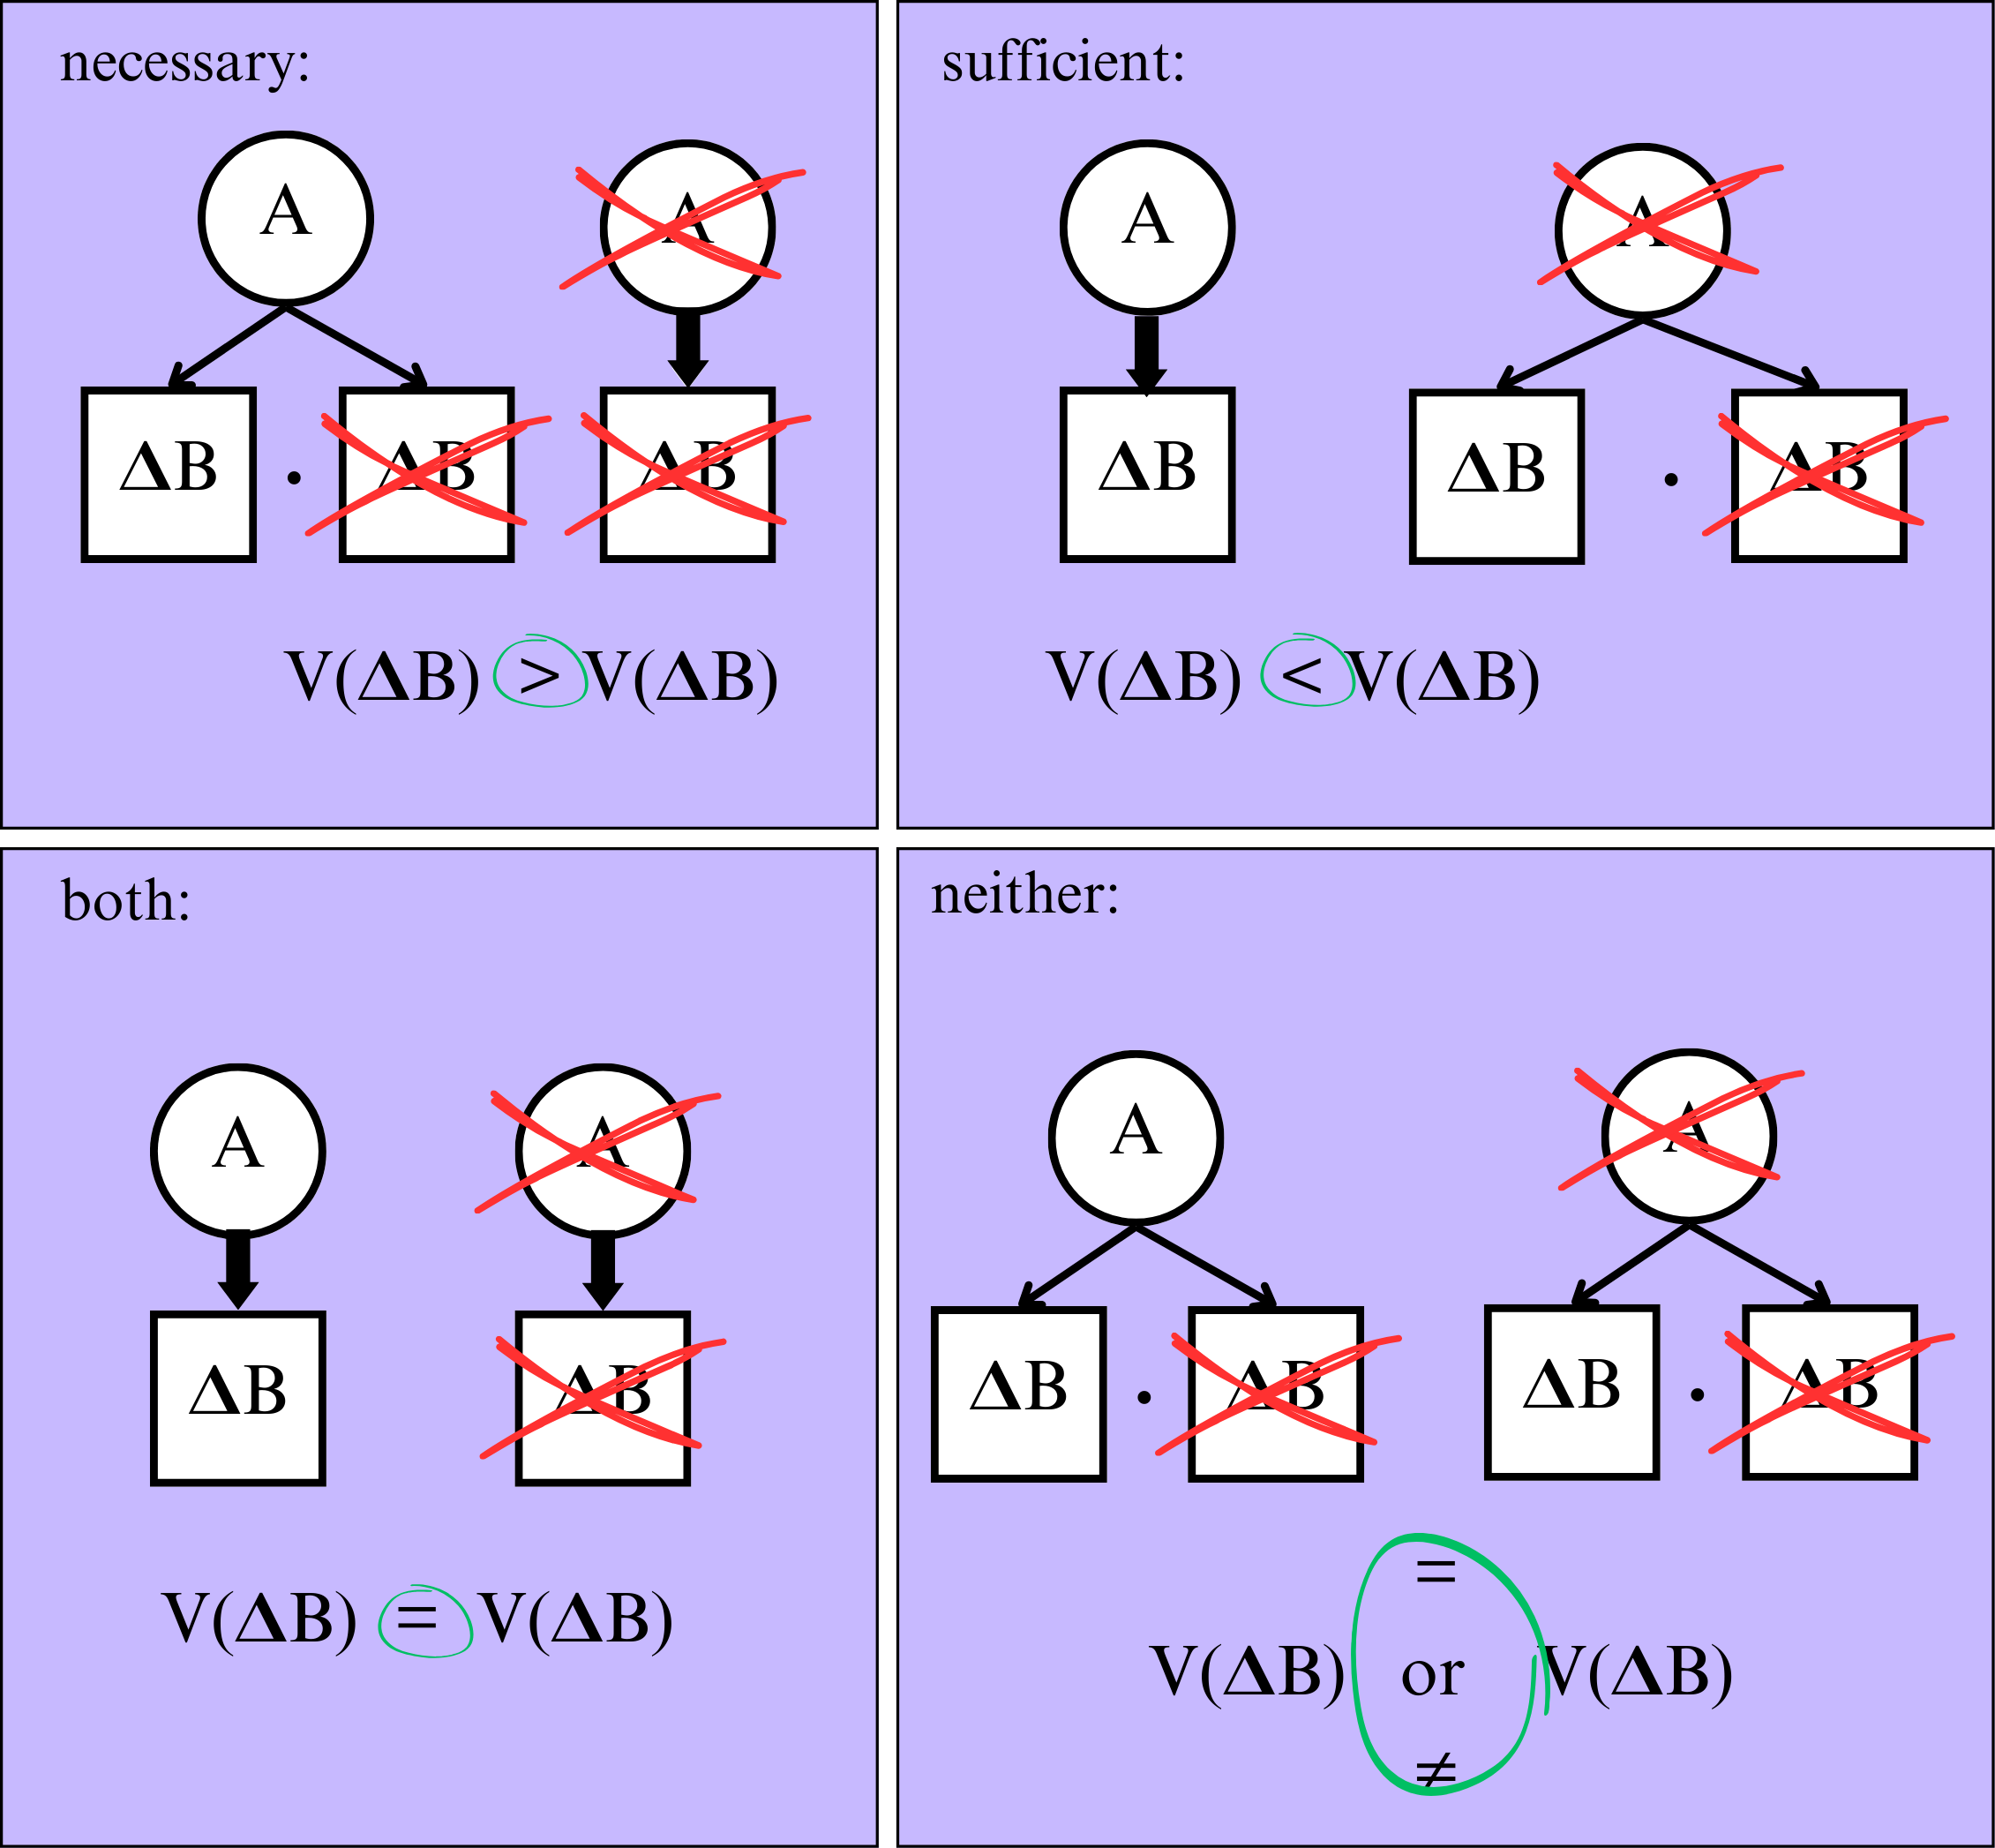 necessary:
A
A
ΔB · ΔB ΔB
V(ΔB) > V(ΔB)
sufficient:
A
A
ΔB ΔB · ΔB
V(ΔB) < V(ΔB)
both:
A
A
ΔB
ΔB
V(ΔB) = V(ΔB)
neither:
A
A
ΔB · ΔB
ΔB · ΔB
=
V(ΔB) or V(ΔB)
≠